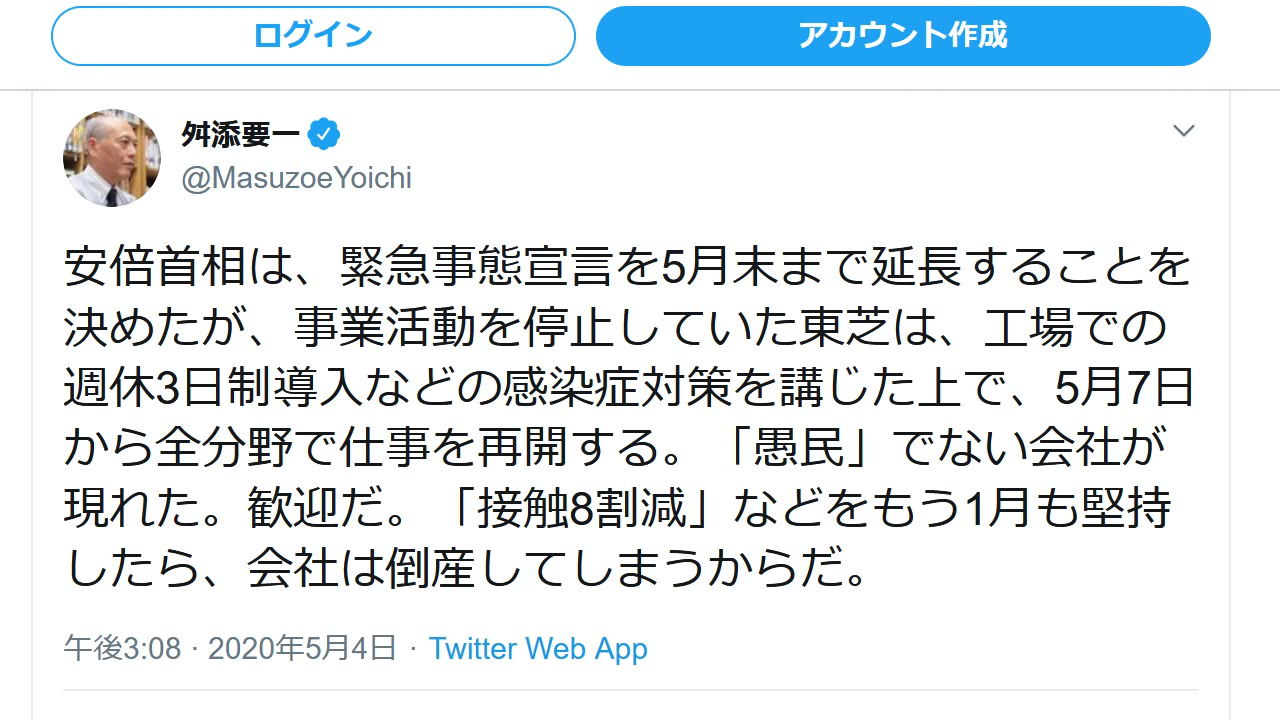 ログイン
アカウント作成
舛添要一
@MasuzoeYoichi
安倍首相は、緊急事態宣言を5月末まで延長することを
決めたが、事業活動を停止していた東芝は、工場での
週休3日制導入などの感染症対策を講じた上で、5月7日
から全分野で仕事を再開する。「愚民」でない会社が
現れた。歓迎だ。「接触8割減」などをもう1月も堅持
したら、会社は倒産してしまうからだ。
午後3:08 · 2020年5月4日 · Twitter Web App